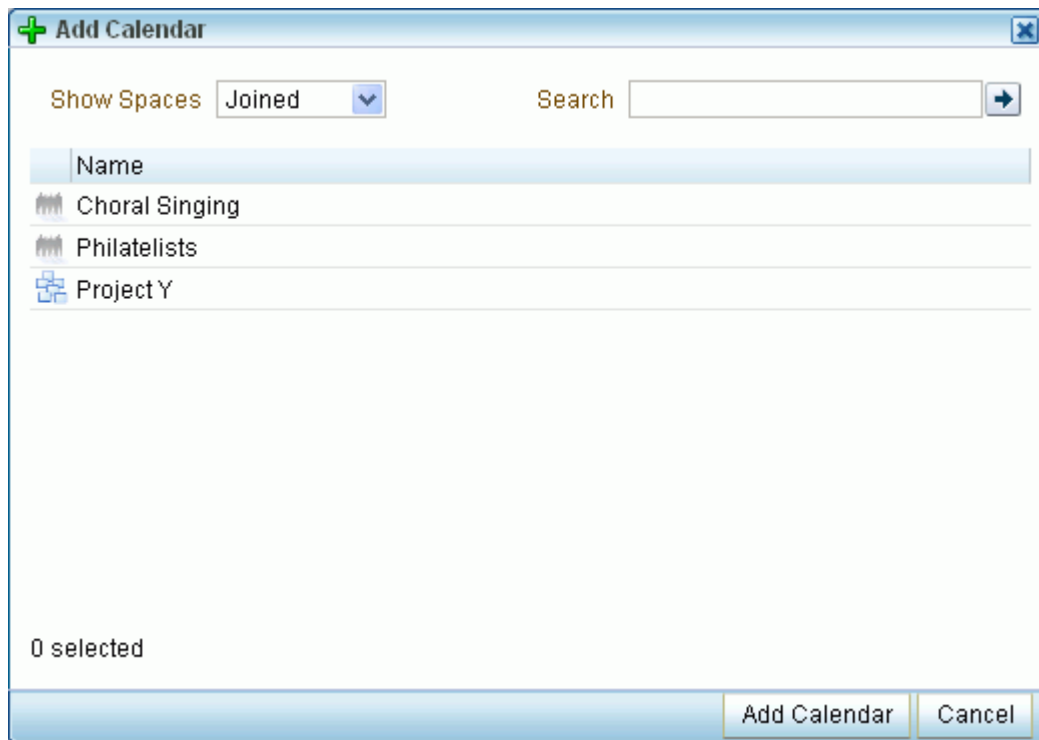 Add Calendar
Show Spaces Joined Search
Name
Choral Singing
Philatelists
Project Y
0 selected
Add Calendar Cancel